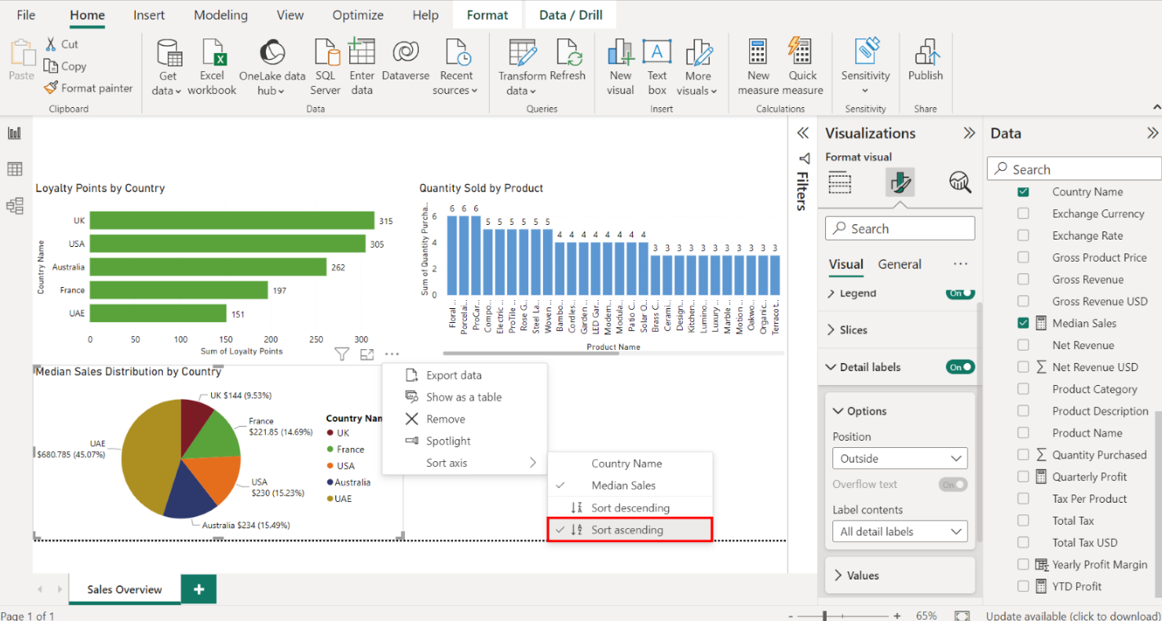 File Home Insert Modeling View Optimize Help Format Data / Drill
Paste
Cut
Copy
Format painter
Get data
Excel workbook
OneLake data hub
SQL Server
Enter data
Dataverse
Recent sources
Transform data
Refresh
New visual
Text box
More visuals
New measure
Quick measure
Sensitivity
Publish
Clipboard Data Queries Insert Calculations Sensitivity Share
Loyalty Points by Country
Country Name
UK 315
USA 305
Australia 262
France 197
UAE 151
0 50 100 150 200 250 300
Sum of Loyalty Points
Quantity Sold by Product
Sum of Quantity Purcha...
6
4
2
0
6 6 6 5 5 5 5 5 5 4 4 4 4 4 4 4 4 3 3 3 3 3 3 3 3 3 3 3
Floral ...
Porcelai...
ProCar...
Compo...
Electric ...
ProTile ...
Rose G...
Steel La...
Woven ...
Bambo...
Cordles...
Garden ...
LED Gar...
Modern...
Modula...
Patio C...
Solar O...
Brass C...
Cerami...
Design...
Kitchen...
Lumino...
Luxury ...
Marble ...
Motion ...
Oakwo...
Organic...
Terracot...
Product Name
Median Sales Distribution by Country
UK $144 (9.53%)
France
$221.85 (14.69%)
USA
$230 (15.23%)
Australia $234 (15.49%)
UAE
$680.785 (45.07%)
Country Nam
UK
France
USA
Australia
UAE
Export data
Show as a table
Remove
Spotlight
Sort axis
Country Name
Median Sales
Sort descending
Sort ascending
Filters
Visualizations
Format visual
Search
Visual General
Legend On
Slices
Detail labels On
Options
Position
Outside
Overflow text On
Label contents
All detail labels
Values
Data
Search
Country Name
Exchange Currency
Exchange Rate
Gross Product Price
Gross Revenue
Gross Revenue USD
Median Sales
Net Revenue
Net Revenue USD
Product Category
Product Description
Product Name
Quantity Purchased
Quarterly Profit
Tax Per Product
Total Tax
Total Tax USD
Yearly Profit Margin
YTD Profit
Sales Overview
Page 1 of 1
65%
Update available (click to download)